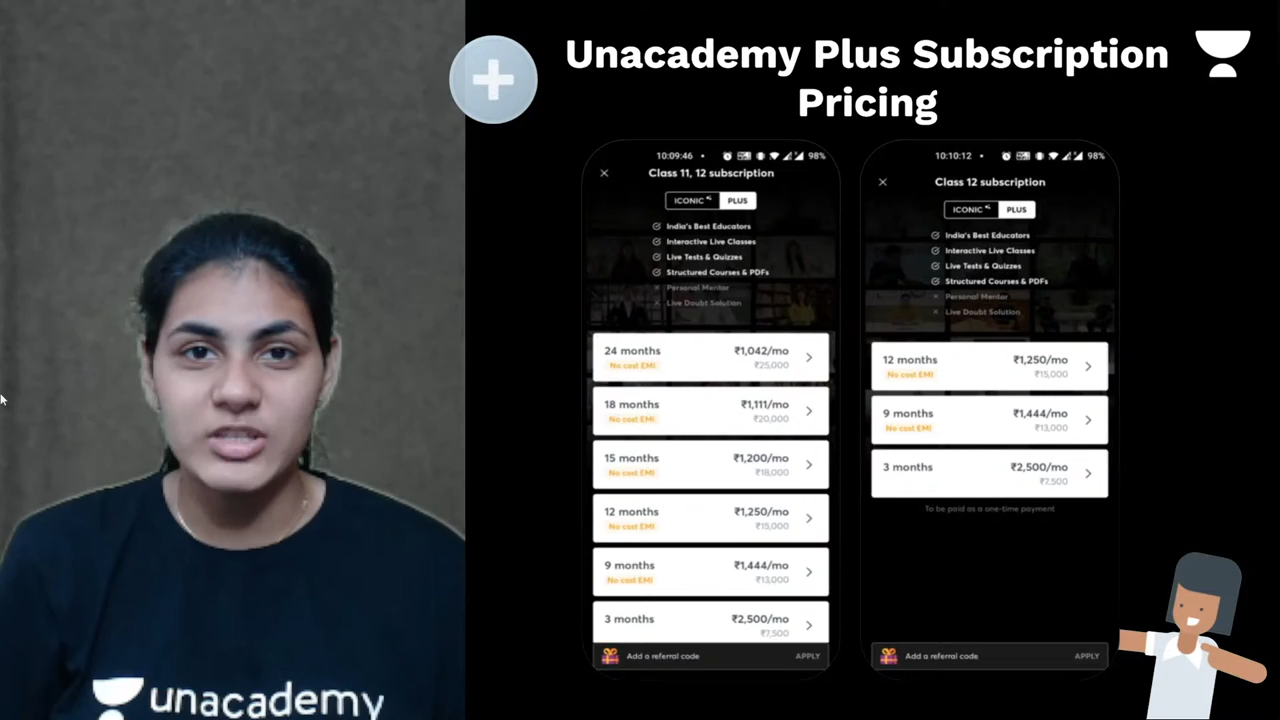 Unacademy Plus Subscription
Pricing
10:09:46 • 98%
Class 11, 12 subscription
ICONIC PLUS
India's Best Educators
Interactive Live Classes
Live Tests & Quizzes
Structured Courses & PDFs
Personal Mentor
Live Doubt Solution
24 months ₹1,042/mo
No cost EMI ₹25,000
18 months ₹1,111/mo
No cost EMI ₹20,000
15 months ₹1,200/mo
No cost EMI ₹18,000
12 months ₹1,250/mo
No cost EMI ₹15,000
9 months ₹1,444/mo
No cost EMI ₹13,000
3 months ₹2,500/mo
₹7,500
Add a referral code APPLY
10:10:12 • 98%
Class 12 subscription
ICONIC PLUS
India's Best Educators
Interactive Live Classes
Live Tests & Quizzes
Structured Courses & PDFs
Personal Mentor
Live Doubt Solution
12 months ₹1,250/mo
No cost EMI ₹15,000
9 months ₹1,444/mo
No cost EMI ₹13,000
3 months ₹2,500/mo
₹7,500
To be paid as a one-time payment
Add a referral code APPLY
unacademy